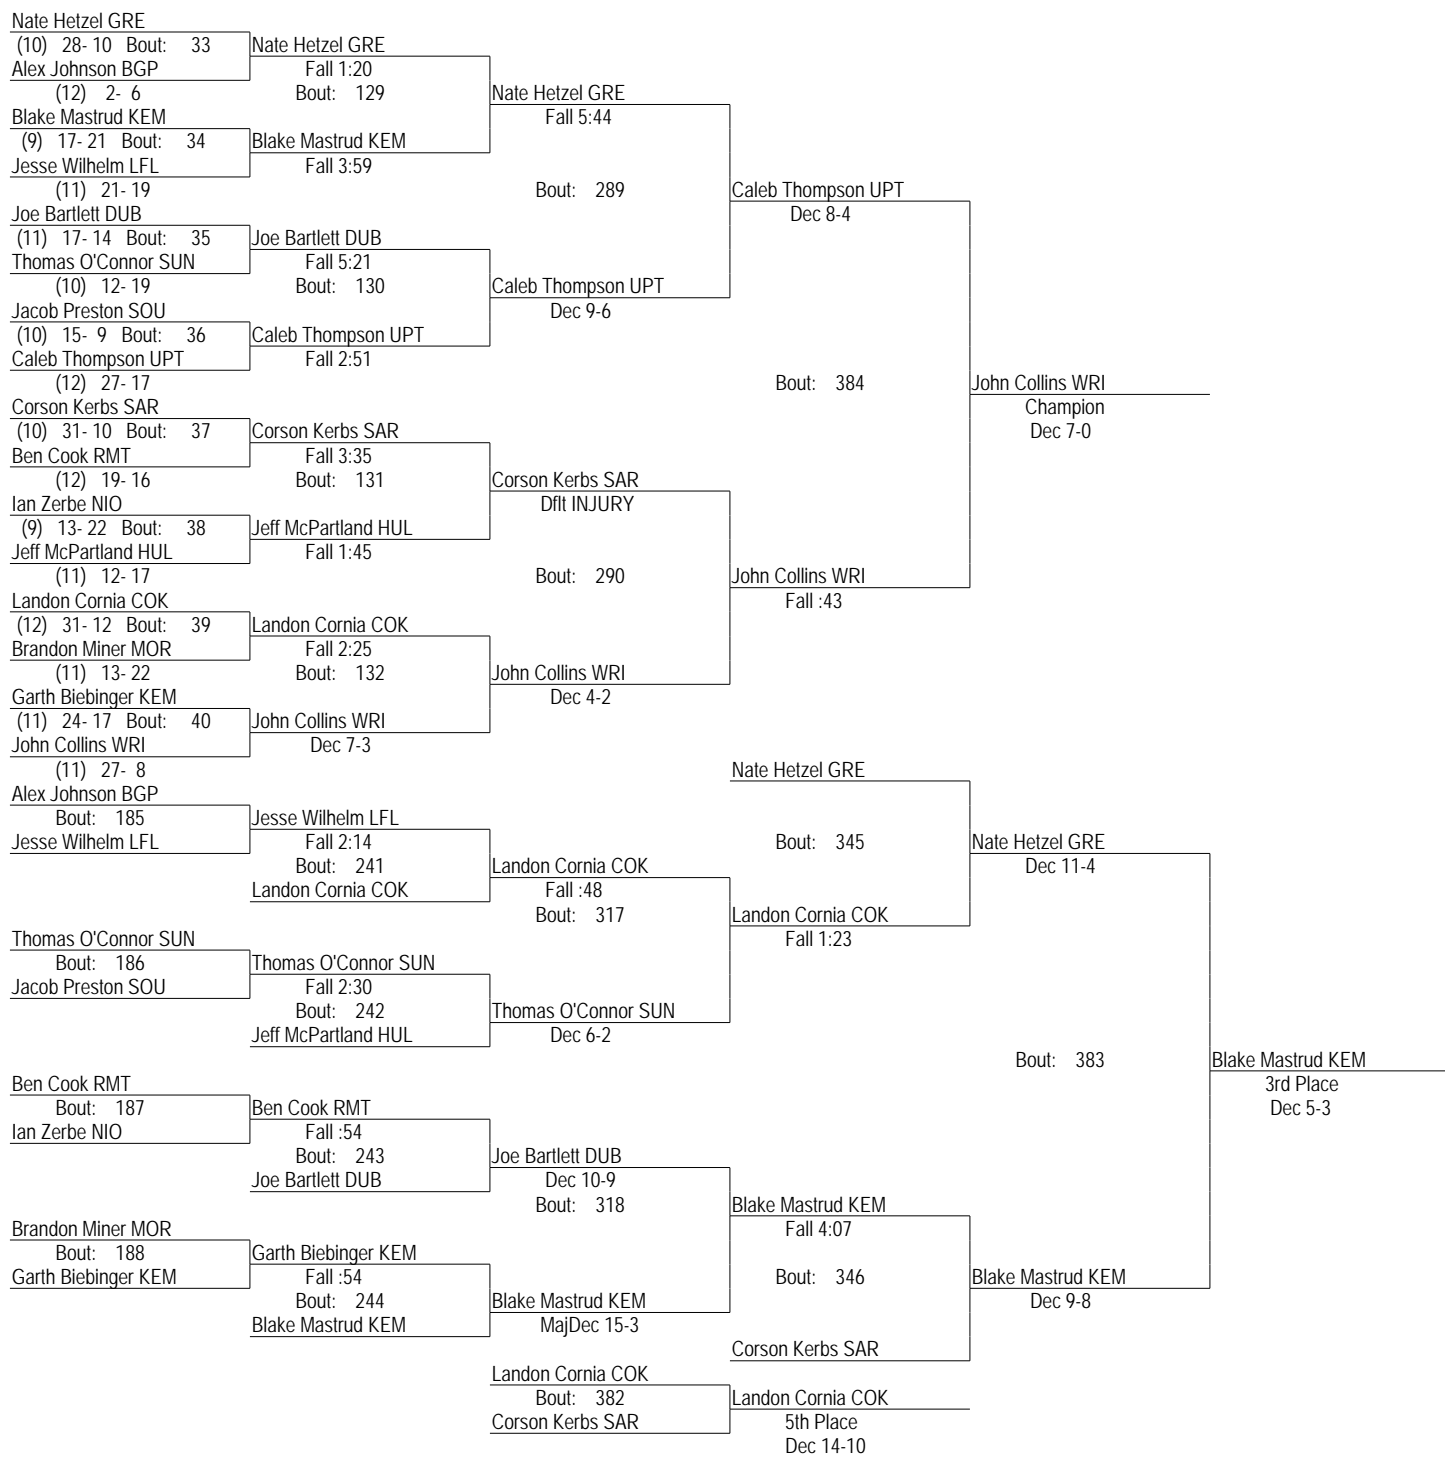 Nate Hetzel GRE
(10) 28- 10 Bout: 33
Nate Hetzel GRE
Alex Johnson BGP
Fall 1:20
(12) 2- 6
Bout: 129
Nate Hetzel GRE
Blake Mastrud KEM
Fall 5:44
(9) 17- 21 Bout: 34
Blake Mastrud KEM
Jesse Wilhelm LFL
Fall 3:59
(11) 21- 19
Bout: 289
Caleb Thompson UPT
Joe Bartlett DUB
Dec 8-4
(11) 17- 14 Bout: 35
Joe Bartlett DUB
Thomas O'Connor SUN
Fall 5:21
(10) 12- 19
Bout: 130
Caleb Thompson UPT
Jacob Preston SOU
Dec 9-6
(10) 15- 9 Bout: 36
Caleb Thompson UPT
Caleb Thompson UPT
Fall 2:51
(12) 27- 17
Bout: 384
John Collins WRI
Corson Kerbs SAR
Champion
(10) 31- 10 Bout: 37
Corson Kerbs SAR
Dec 7-0
Ben Cook RMT
Fall 3:35
(12) 19- 16
Bout: 131
Corson Kerbs SAR
Ian Zerbe NIO
Dflt INJURY
(9) 13- 22 Bout: 38
Jeff McPartland HUL
Jeff McPartland HUL
Fall 1:45
(11) 12- 17
Bout: 290
John Collins WRI
Landon Cornia COK
Fall :43
(12) 31- 12 Bout: 39
Landon Cornia COK
Brandon Miner MOR
Fall 2:25
(11) 13- 22
Bout: 132
John Collins WRI
Garth Biebinger KEM
Dec 4-2
(11) 24- 17 Bout: 40
John Collins WRI
John Collins WRI
Dec 7-3
(11) 27- 8
Nate Hetzel GRE
Alex Johnson BGP
Bout: 185
Jesse Wilhelm LFL
Jesse Wilhelm LFL
Fall 2:14
Bout: 345
Nate Hetzel GRE
Bout: 241
Landon Cornia COK
Dec 11-4
Landon Cornia COK
Fall :48
Bout: 317
Landon Cornia COK
Thomas O'Connor SUN
Fall 1:23
Bout: 186
Thomas O'Connor SUN
Jacob Preston SOU
Fall 2:30
Bout: 242
Thomas O'Connor SUN
Jeff McPartland HUL
Dec 6-2
Bout: 383
Blake Mastrud KEM
Ben Cook RMT
3rd Place
Bout: 187
Ben Cook RMT
Dec 5-3
Ian Zerbe NIO
Fall :54
Bout: 243
Joe Bartlett DUB
Joe Bartlett DUB
Dec 10-9
Bout: 318
Blake Mastrud KEM
Brandon Miner MOR
Fall 4:07
Bout: 188
Garth Biebinger KEM
Garth Biebinger KEM
Fall :54
Bout: 346
Blake Mastrud KEM
Bout: 244
Blake Mastrud KEM
Dec 9-8
Blake Mastrud KEM
MajDec 15-3
Corson Kerbs SAR
Landon Cornia COK
Bout: 382
Landon Cornia COK
Corson Kerbs SAR
5th Place
Dec 14-10